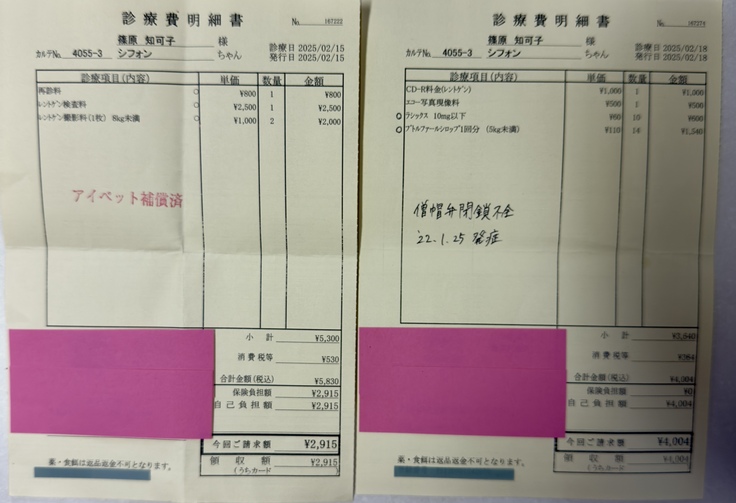 診療費明細書
No. 167222
篠原 知可子 様
カルテNo. 4055-3 シフォン ちゃん
診療日 2025/02/15
発行日 2025/02/15
診療項目(内容) 単価 数量 金額
再診料 ○ ¥800 1 ¥800
レントゲン検査料 ○ ¥2,500 1 ¥2,500
レントゲン撮影料(1枚) 8kg未満 ○ ¥1,000 2 ¥2,000
アイペット補償済
小計 ¥5,300
消費税等 ¥530
合計金額(税込) ¥5,830
保険負担額 ¥2,915
自己負担額 ¥2,915
今回ご請求額 ¥2,915
領収額 ¥2,915
(うちカード
薬・食餌は返品返金不可となります。
診療費明細書
No.
篠原 知可子 様
カルテNo. 4055-3 シフォン ちゃん
診療日 2025/02/18
発行日 2025/02/18
診療項目(内容) 単価 数量 金額
CD-R料金(レントゲン) ¥1,000 1 ¥1,000
エコー写真現像料 ¥500 1 ¥500
○ ラシックス 10mg以下 ¥60 10 ¥600
○ ブトルファールシロップ1回分 (5kg未満) ¥110 14 ¥1,540
僧帽弁閉鎖不全
'22.1.25 発症
小計 ¥3,640
消費税等 ¥364
合計金額(税込) ¥4,004
保険負担額 ¥0
自己負担額 ¥4,004
今回ご請求額 ¥4,004
領収額 ¥4,004
(うちカード
薬・食餌は返品返金不可となります。